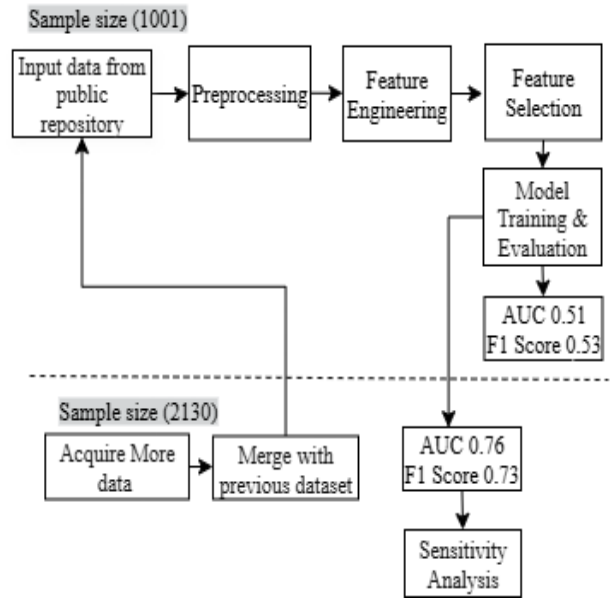 Sample size (1001)
Input data from
public
repository
Preprocessing
Feature
Engineering
Feature
Selection
Model
Training &
Evaluation
AUC 0.51
F1 Score 0.53
Sample size (2130)
Acquire More
data
Merge with
previous dataset
AUC 0.76
F1 Score 0.73
Sensitivity
Analysis